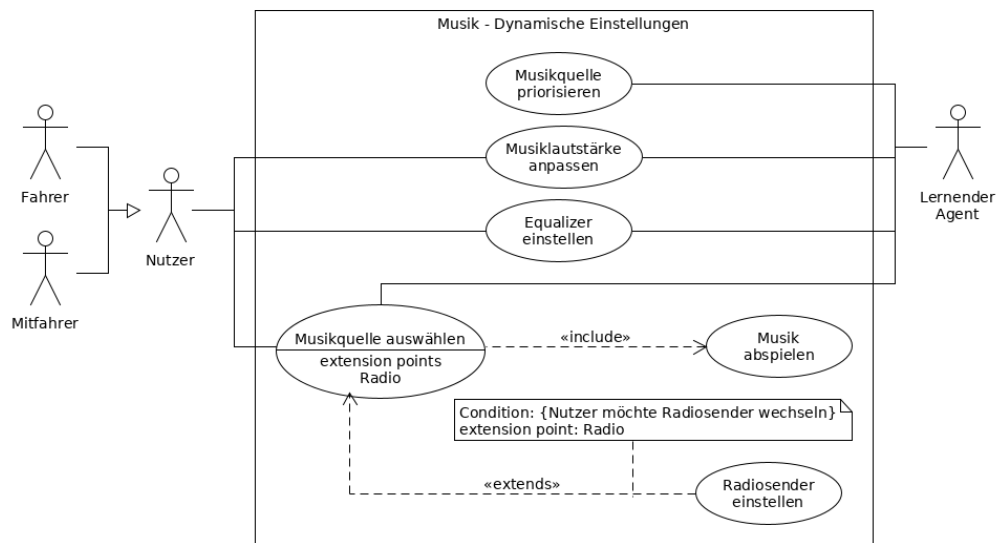 Musik - Dynamische Einstellungen
Musikquelle
priorisieren
Musiklautstärke
anpassen
Equalizer
einstellen
Fahrer
Mitfahrer
Nutzer
Lernender
Agent
Musikquelle auswählen
extension points
Radio
«include»
Musik
abspielen
Condition: {Nutzer möchte Radiosender wechseln}
extension point: Radio
«extends»
Radiosender
einstellen